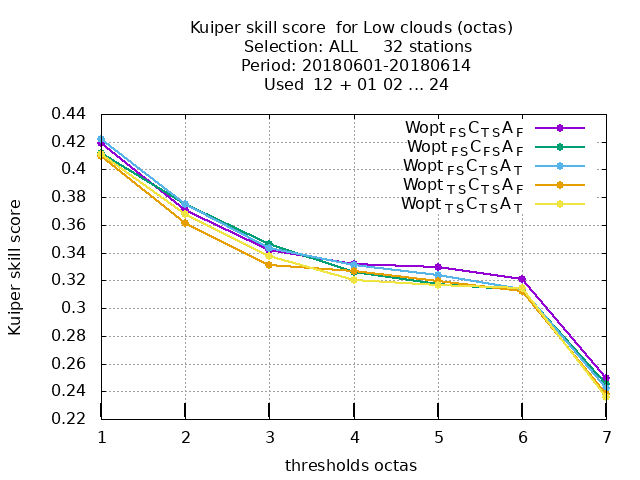 Kuiper skill score  for Low clouds (octas)
Selection: ALL     32 stations
Period: 20180601-20180614
Used  12 + 01 02 ... 24
Wopt FS C TS A F
Wopt FS C FS A F
Wopt FS C TS A T
Wopt TS C TS A F
Wopt TS C TS A T
Kuiper skill score
0.44
0.42
0.4
0.38
0.36
0.34
0.32
0.3
0.28
0.26
0.24
0.22
1 2 3 4 5 6 7
thresholds octas